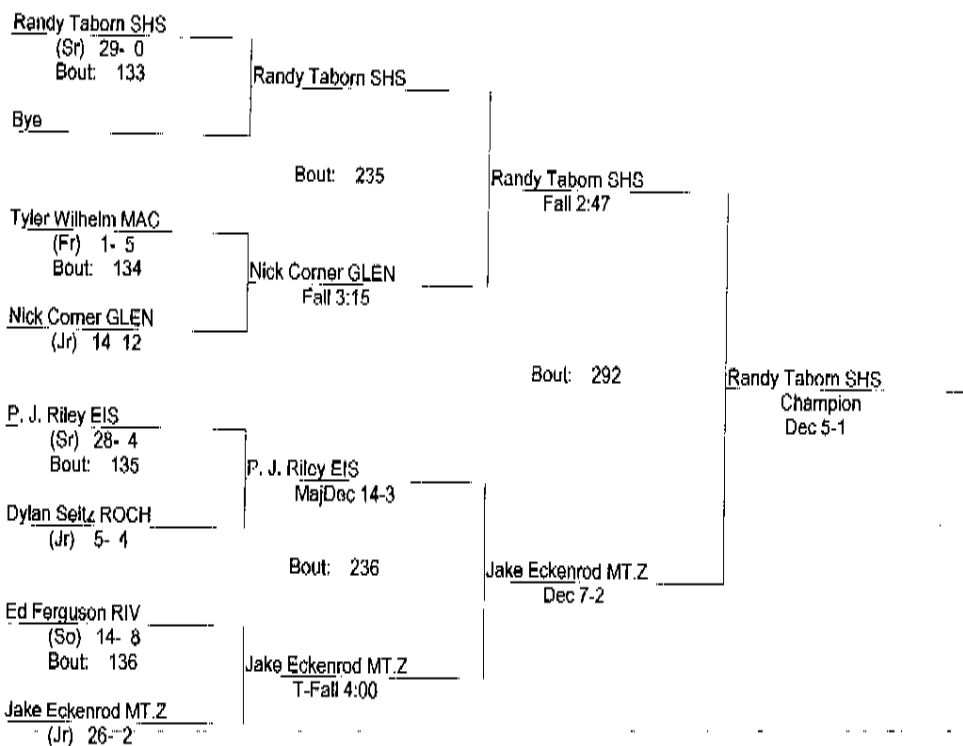 Randy Taborn SHS
(Sr) 29- 0
Bout: 133
Bye
Tyler Wilhelm MAC
(Fr) 1- 5
Bout: 134
Nick Corner GLEN
(Jr) 14 12
P. J. Riley EIS
(Sr) 28- 4
Bout: 135
Dylan Seitz ROCH
(Jr) 5- 4
Ed Ferguson RIV
(So) 14- 8
Bout: 136
Jake Eckenrod MT.Z
(Jr) 26- 2
Randy Taborn SHS
Bout: 235
Nick Corner GLEN
Fall 3:15
P. J. Riley EIS
MajDec 14-3
Bout: 236
Jake Eckenrod MT.Z
T-Fall 4:00
Randy Taborn SHS
Fall 2:47
Bout: 292
Jake Eckenrod MT.Z
Dec 7-2
Randy Taborn SHS
Champion
Dec 5-1